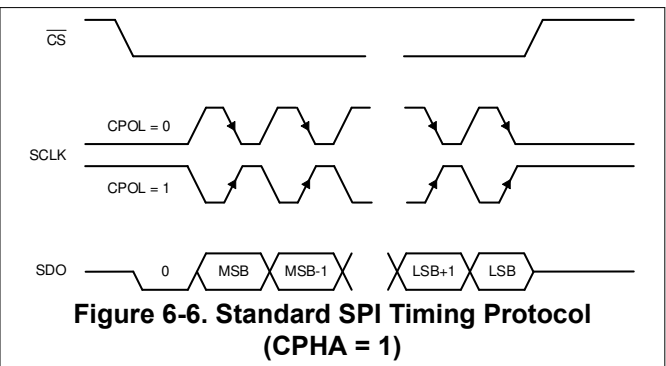 CS
CPOL = 0
SCLK
CPOL = 1
SDO 0 MSB MSB-1 LSB+1 LSB
Figure 6-6. Standard SPI Timing Protocol
(CPHA = 1)